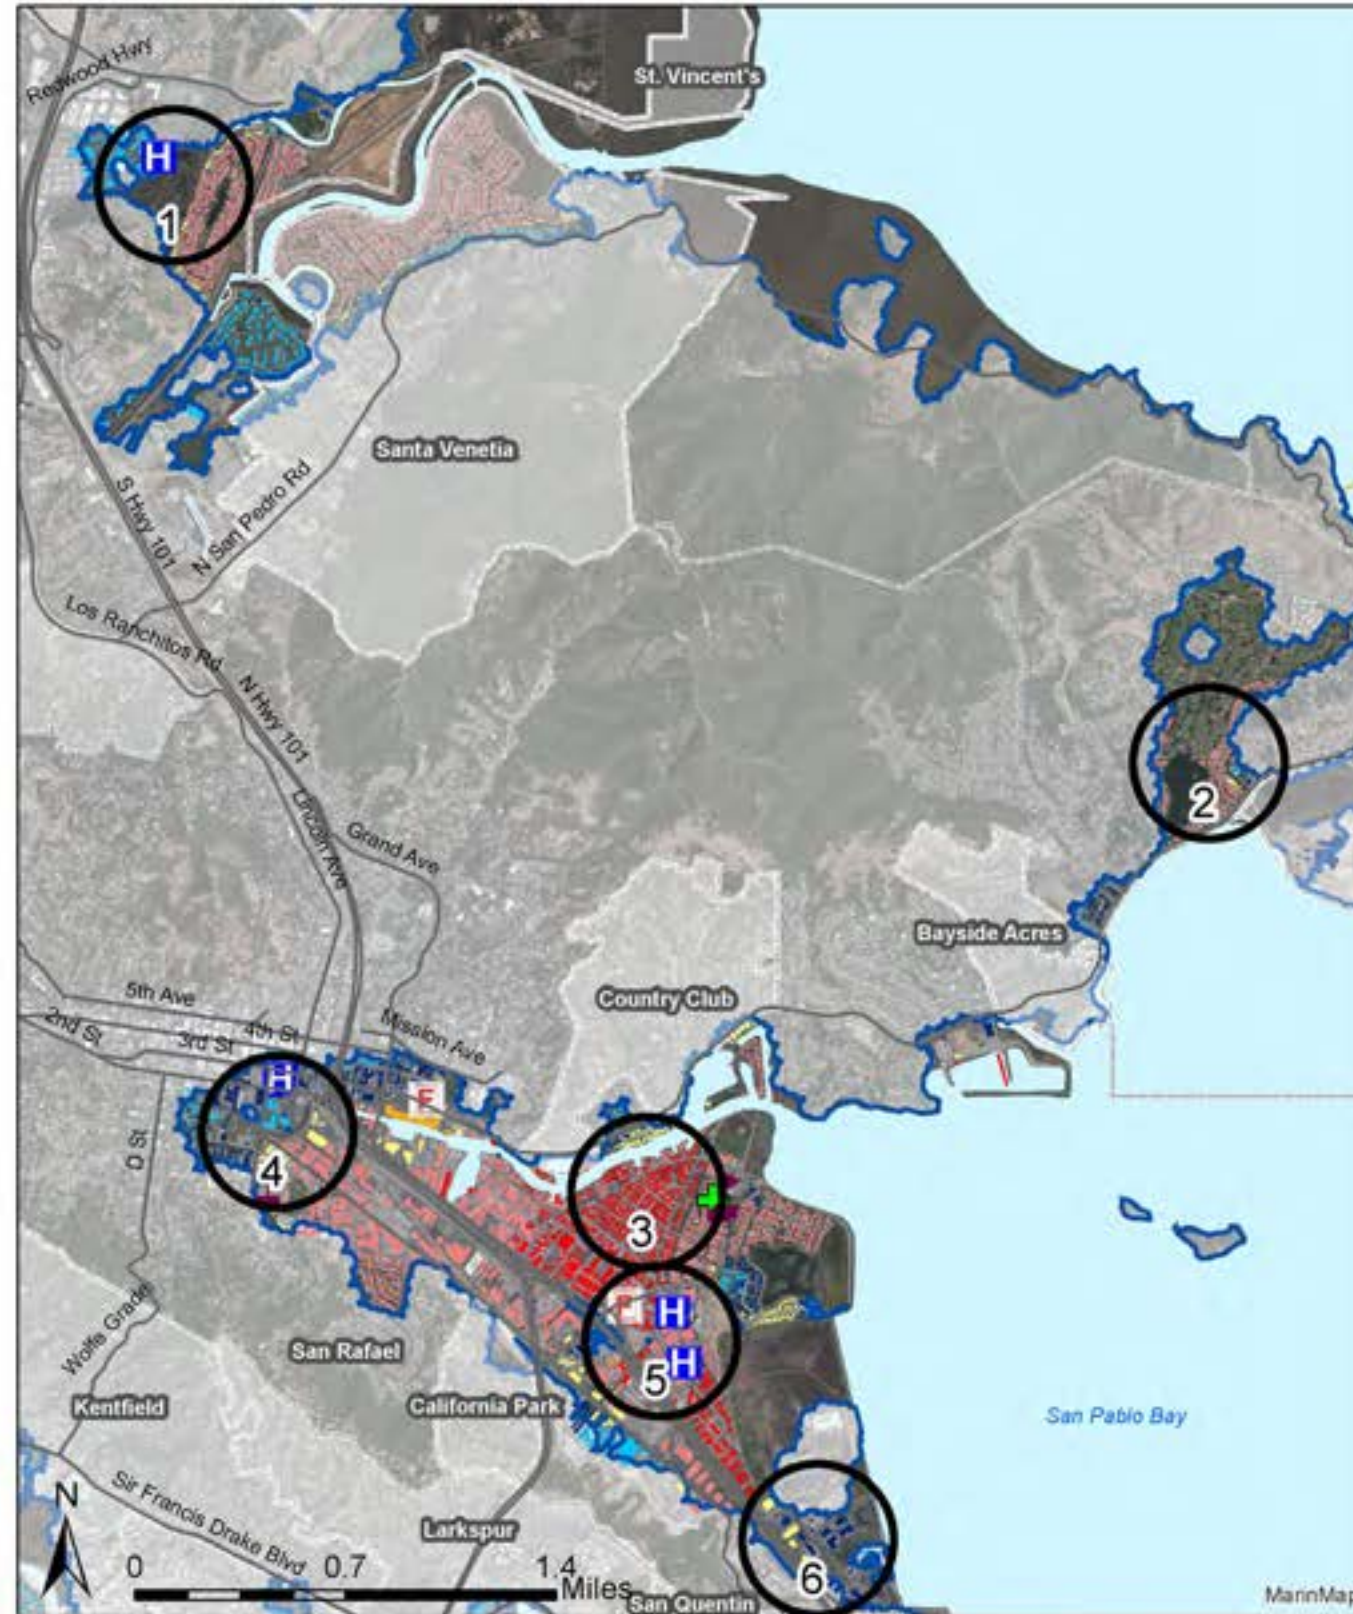 St. Vincent's
Redwood Hwy
H
1
Santa Venetia
S Hwy 101
N San Pedro Rd
Los Ranchitos Rd
N Hwy 101
2
Lincoln Ave
Grand Ave
Bayside Acres
Country Club
5th Ave
2nd St
3rd St
4th St
Mission Ave
H
F
D St
4
3
H
H
5
San Rafael
Wolfe Grade
Kentfield
California Park
San Pablo Bay
N
Sir Francis Drake Blvd
Larkspur
6
0 0.7 1.4
Miles
San Quentin
MarinMap